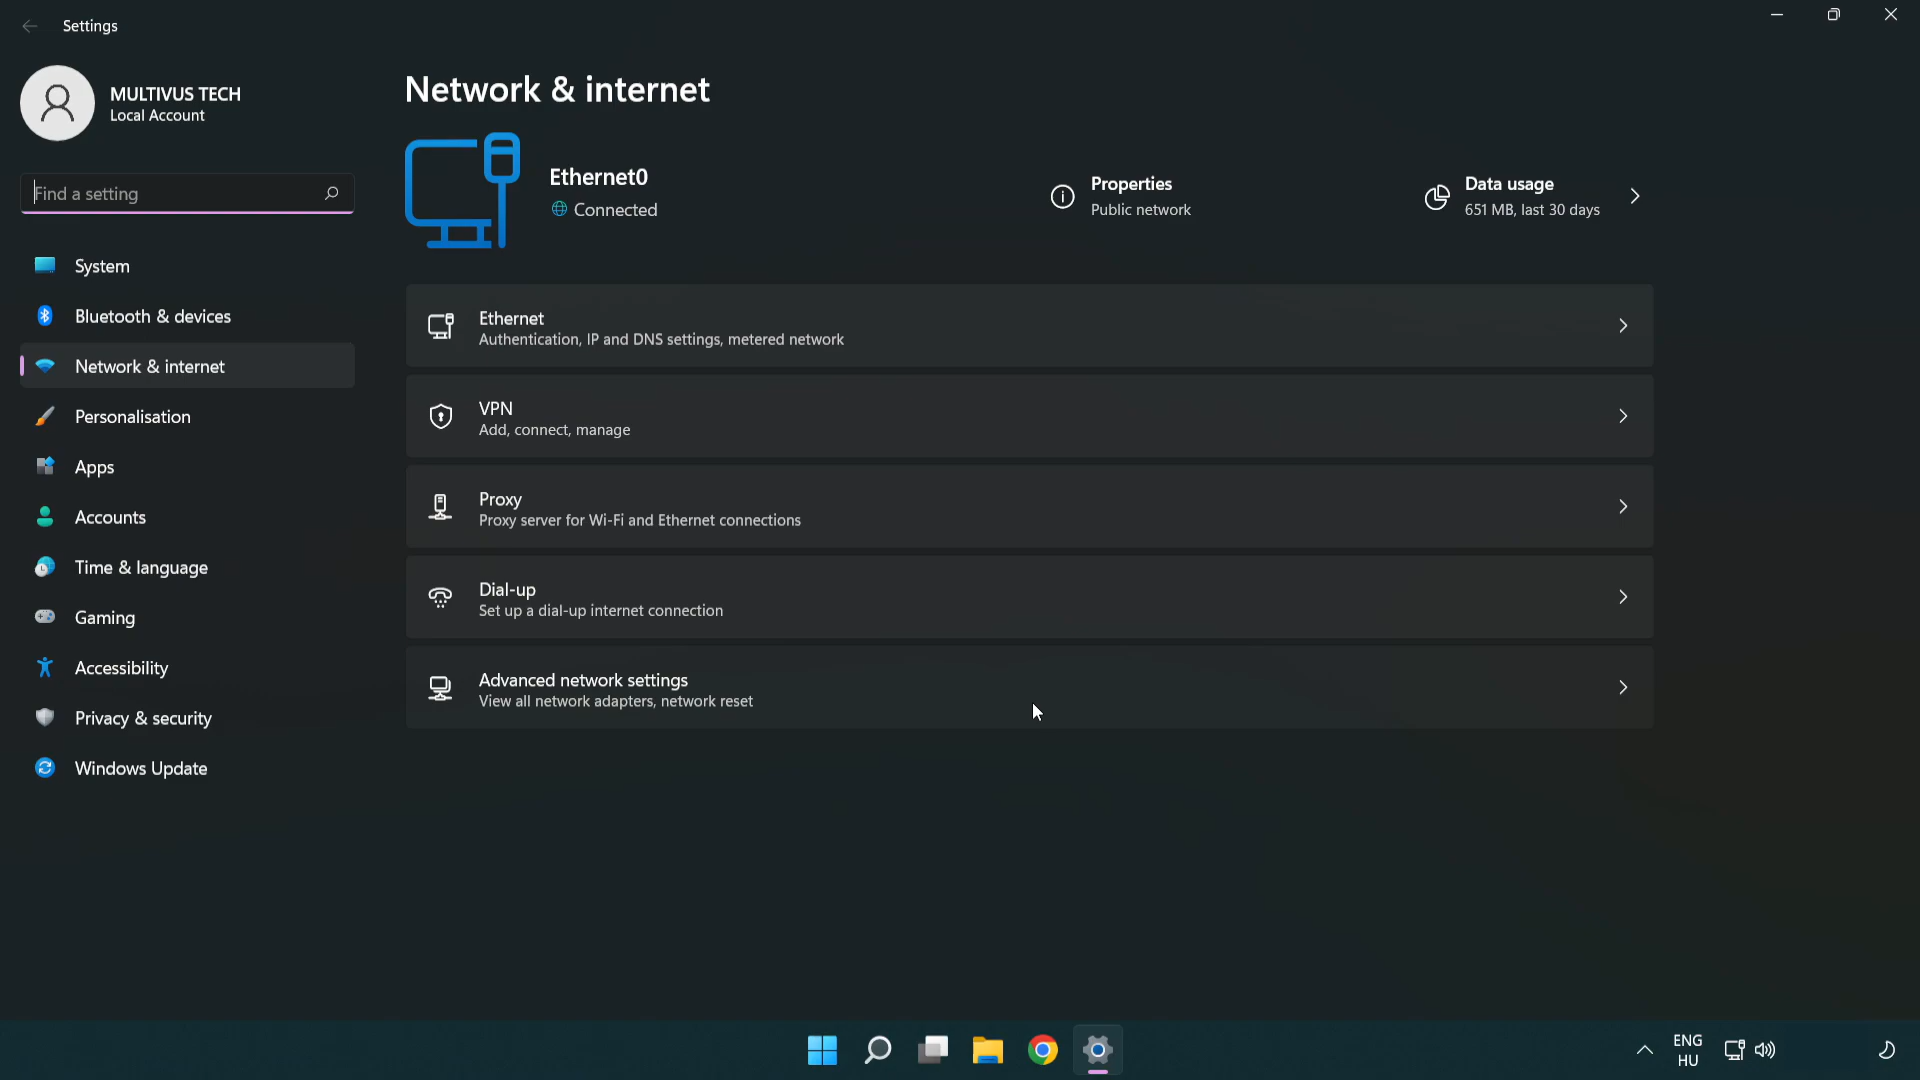 Settings
MULTIVUS TECH
Local Account
Find a setting
System
Bluetooth & devices
Network & internet
Personalisation
Apps
Accounts
Time & language
Gaming
Accessibility
Privacy & security
Windows Update
Network & internet
Ethernet0
Connected
Properties
Public network
Data usage
651 MB, last 30 days
Ethernet
Authentication, IP and DNS settings, metered network
VPN
Add, connect, manage
Proxy
Proxy server for Wi-Fi and Ethernet connections
Dial-up
Set up a dial-up internet connection
Advanced network settings
View all network adapters, network reset
ENG
HU